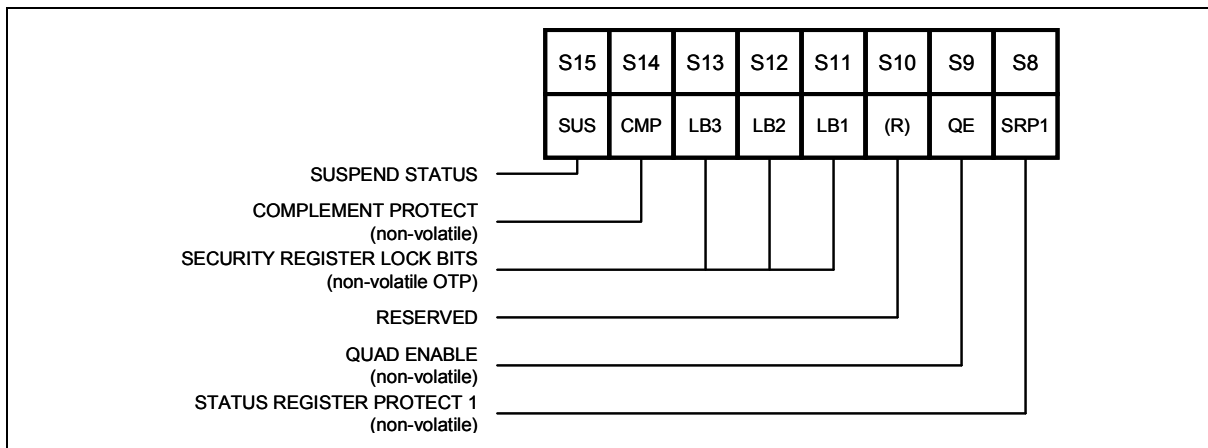 S15 S14 S13 S12 S11 S10 S9 S8
SUS CMP LB3 LB2 LB1 (R) QE SRP1
SUSPEND STATUS
COMPLEMENT PROTECT
(non-volatile)
SECURITY REGISTER LOCK BITS
(non-volatile OTP)
RESERVED
QUAD ENABLE
(non-volatile)
STATUS REGISTER PROTECT 1
(non-volatile)